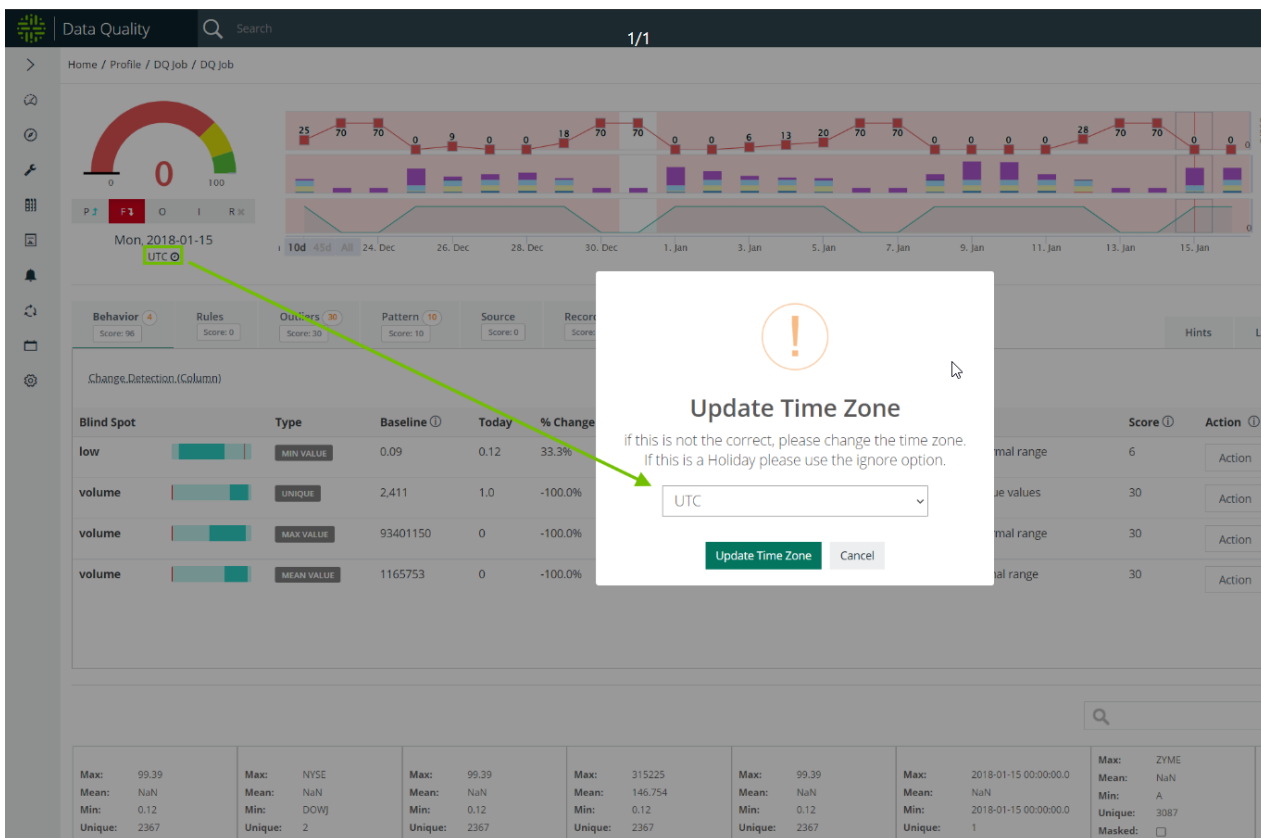 Data Quality
Search
1/1
Home / Profile / DQ Job / DQ Job
0
0 100
P F O I R
Mon, 2018-01-15
UTC
25 70 70 0 9 0 0 18 70 70 0 0 6 13 20 70 70 0 0 0 0 28 70 70 0 0 0
0
10d 45d All 24. Dec 26. Dec 28. Dec 30. Dec 1. Jan 3. Jan 5. Jan 7. Jan 9. Jan 11. Jan 13. Jan 15. Jan
Behavior 4 Rules Outliers 30 Pattern 10 Source Record Hints L
Score: 96 Score: 0 Score: 30 Score: 10 Score: 0 Score:
Change Detection (Column)
Update Time Zone
if this is not the correct, please change the time zone.
If this is a Holiday please use the ignore option.
UTC
Update Time Zone Cancel
Blind Spot Type Baseline Today % Change Score Action
low MIN VALUE 0.09 0.12 33.3% mal range 6 Action
volume UNIQUE 2,411 1.0 -100.0% ue values 30 Action
volume MAX VALUE 93401150 0 -100.0% mal range 30 Action
volume MEAN VALUE 1165753 0 -100.0% nal range 30 Action
Max: 99.39
Mean: NaN
Min: 0.12
Unique: 2367
Max: NYSE
Mean: NaN
Min: DOWJ
Unique: 2
Max: 99.39
Mean: NaN
Min: 0.12
Unique: 2367
Max: 315225
Mean: 146.754
Min: 0.12
Unique: 2367
Max: 99.39
Mean: NaN
Min: 0.12
Unique: 2367
Max: 2018-01-15 00:00:00.0
Mean: NaN
Min: 2018-01-15 00:00:00.0
Unique: 1
Max: ZYME
Mean: NaN
Min: A
Unique: 3087
Masked: